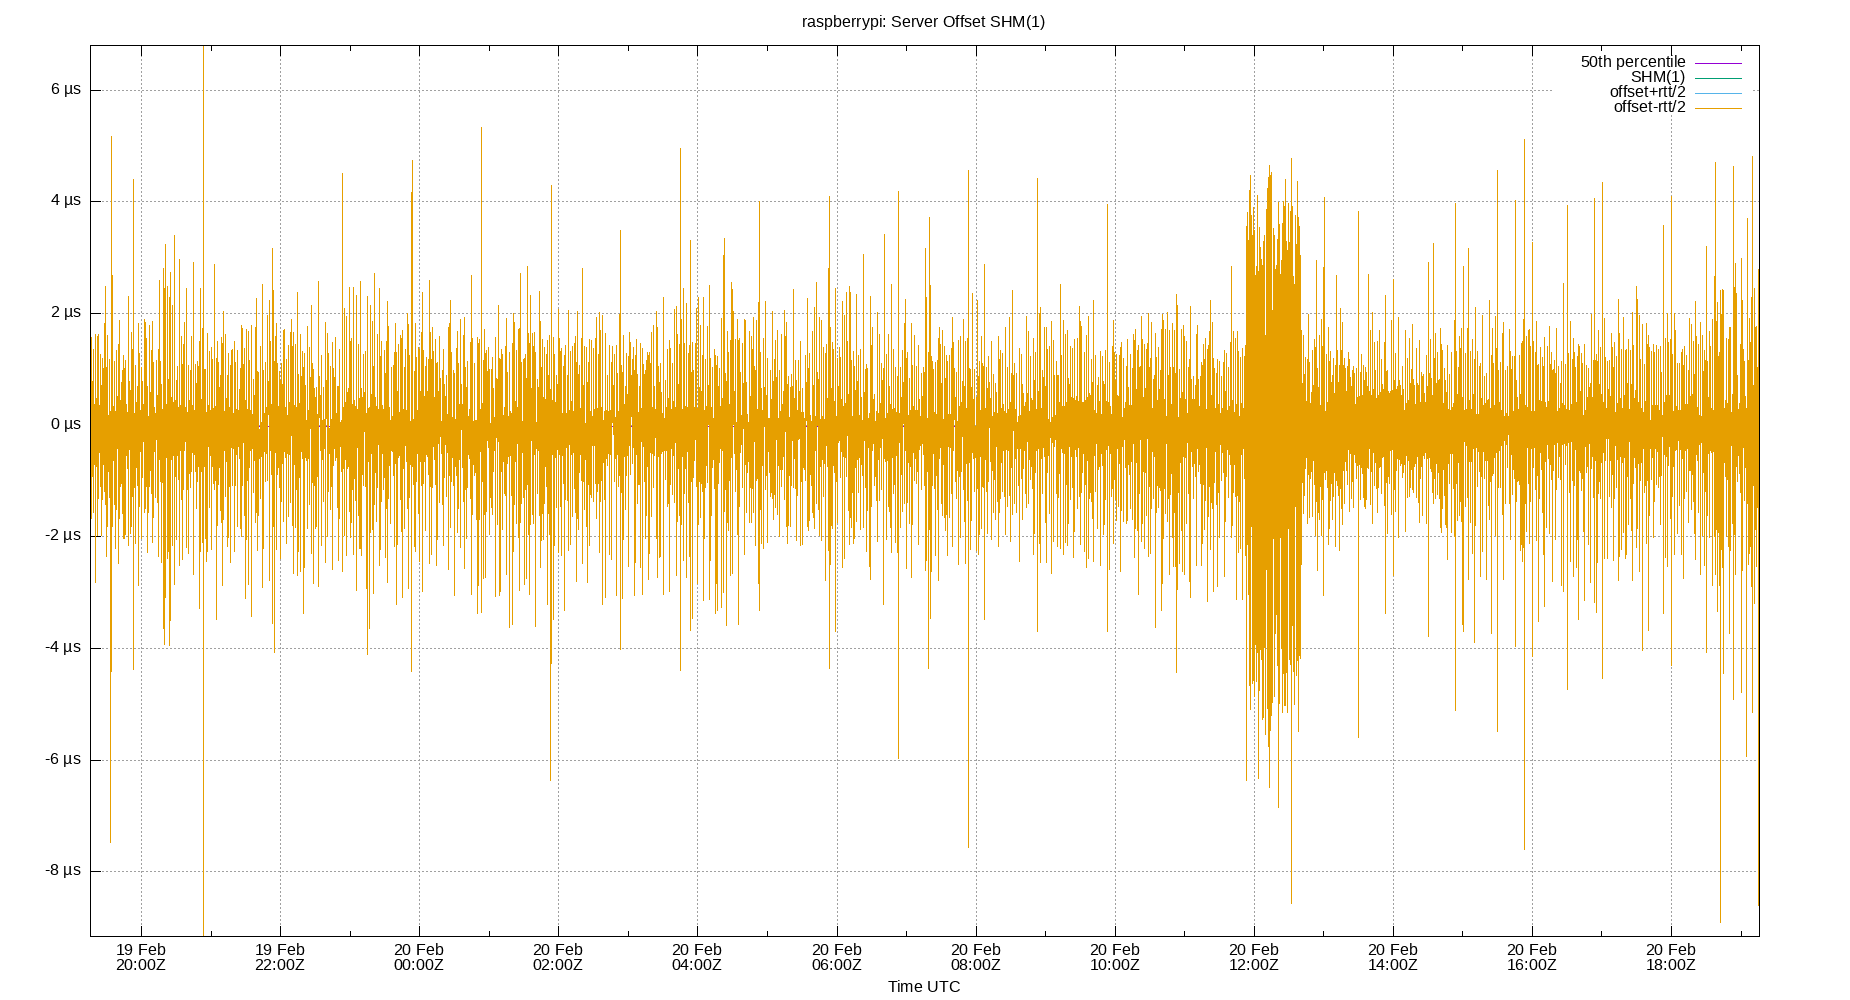 raspberrypi: Server Offset SHM(1)
50th percentile
SHM(1)
offset+rtt/2
offset-rtt/2
6 µs
4 µs
2 µs
0 µs
-2 µs
-4 µs
-6 µs
-8 µs
19 Feb 19 Feb 20 Feb 20 Feb 20 Feb 20 Feb 20 Feb 20 Feb 20 Feb 20 Feb 20 Feb 20 Feb
20:00Z 22:00Z 00:00Z 02:00Z 04:00Z 06:00Z 08:00Z 10:00Z 12:00Z 14:00Z 16:00Z 18:00Z
Time UTC